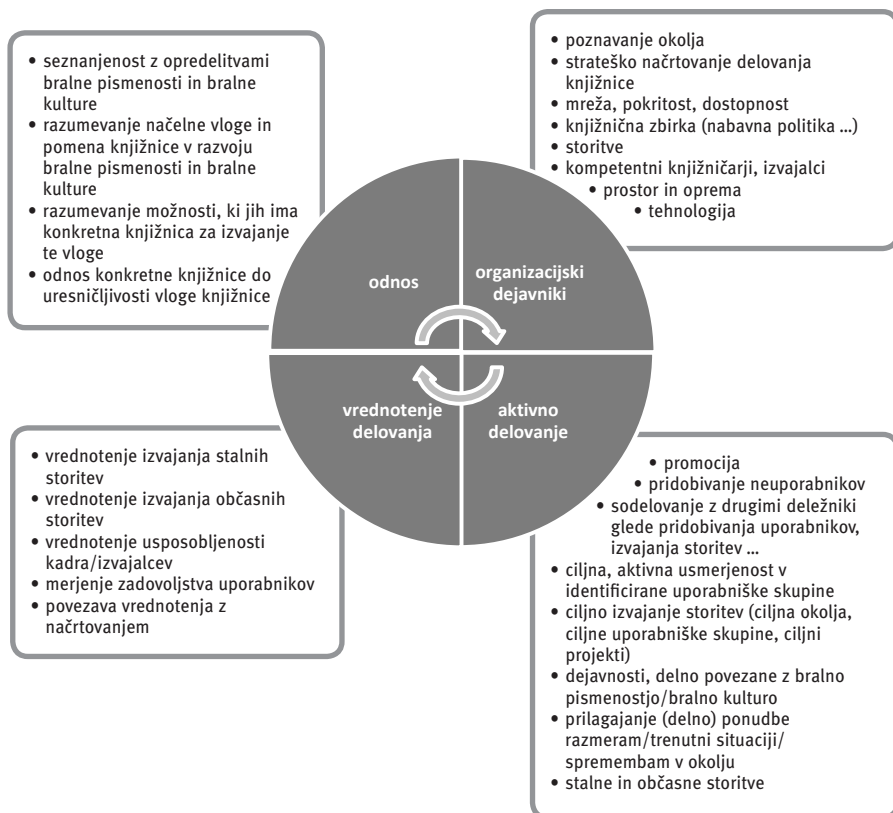 • seznanjenost z opredelitvami
bralne pismenosti in bralne
kulture
• razumevanje načelne vloge in
pomena knjižnice v razvoju
bralne pismenosti in bralne
kulture
• razumevanje možnosti, ki jih ima
konkretna knjižnica za izvajanje
te vloge
• odnos konkretne knjižnice do
uresničljivosti vloge knjižnice
• poznavanje okolja
• strateško načrtovanje delovanja
knjižnice
• mreža, pokritost, dostopnost
• knjižnična zbirka (nabavna politika ...)
• storitve
• kompetentni knjižničarji, izvajalci
• prostor in oprema
• tehnologija
odnos
organizacijski
dejavniki
vrednotenje
delovanja
aktivno
delovanje
• vrednotenje izvajanja stalnih
storitev
• vrednotenje izvajanja občasnih
storitev
• vrednotenje usposobljenosti
kadra/izvajalcev
• merjenje zadovoljstva uporabnikov
• povezava vrednotenja z
načrtovanjem
• promocija
• pridobivanje neuporabnikov
• sodelovanje z drugimi deležniki
glede pridobivanja uporabnikov,
izvajanja storitev ...
• ciljna, aktivna usmerjenost v
identificirane uporabniške skupine
• ciljno izvajanje storitev (ciljna okolja,
ciljne uporabniške skupine, ciljni
projekti)
• dejavnosti, delno povezane z bralno
pismenostjo/bralno kulturo
• prilagajanje (delno) ponudbe
razmeram/trenutni situaciji/
spremembam v okolju
• stalne in občasne storitve